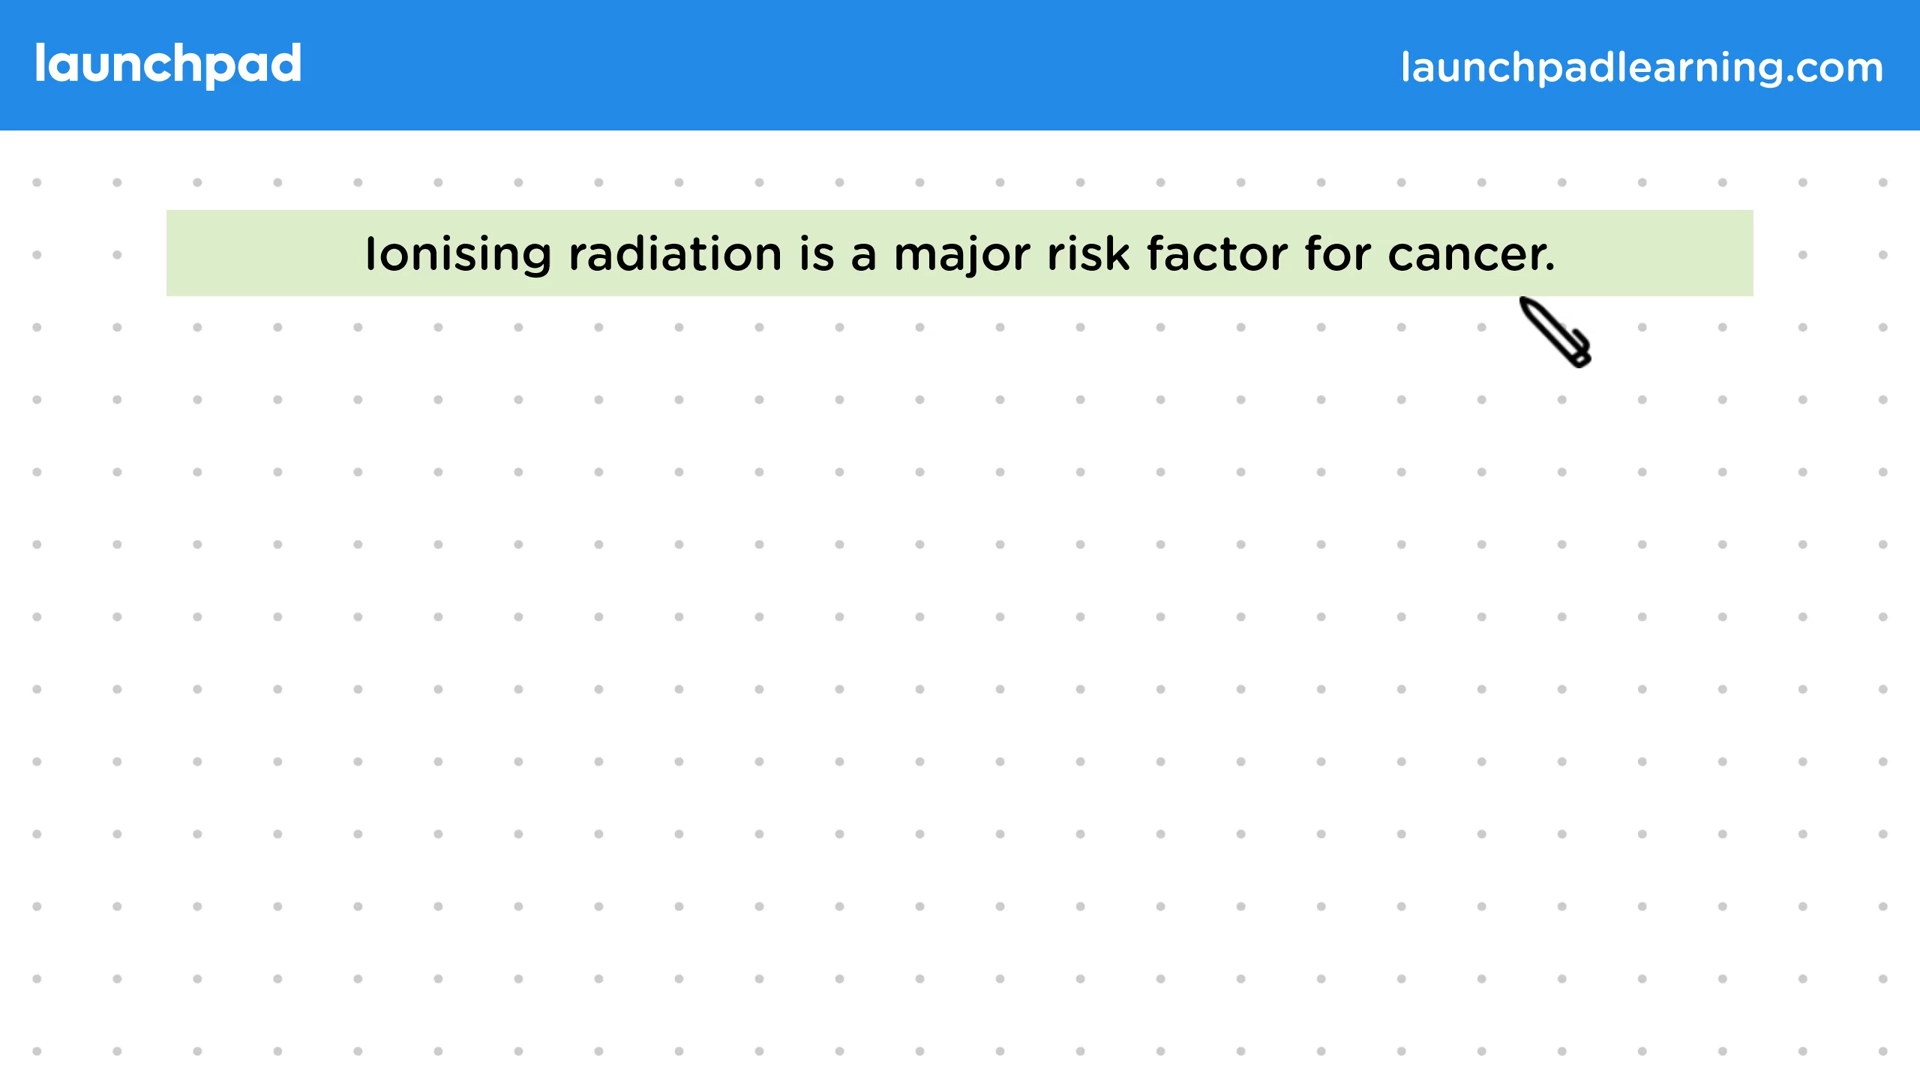 launchpad
launchpadlearning.com
Ionising radiation is a major risk factor for cancer.